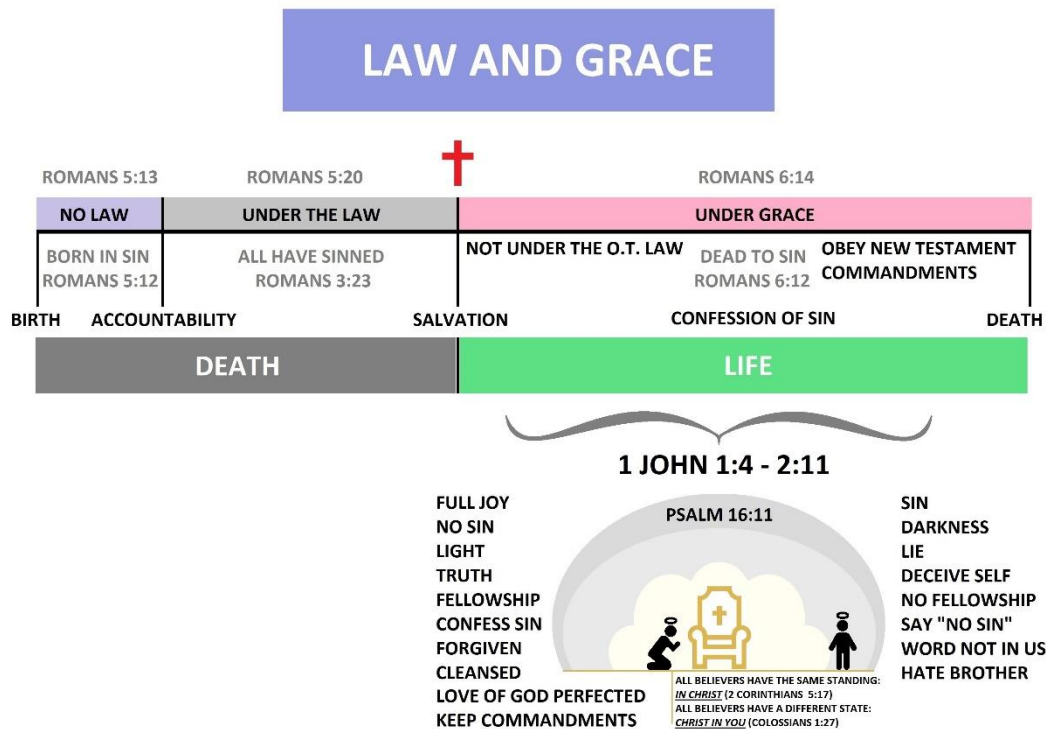 LAW AND GRACE
ROMANS 5:13
ROMANS 5:20
ROMANS 6:14
NO LAW
UNDER THE LAW
UNDER GRACE
BORN IN SIN
ROMANS 5:12
ALL HAVE SINNED
ROMANS 3:23
NOT UNDER THE O.T. LAW
DEAD TO SIN
ROMANS 6:12
OBEY NEW TESTAMENT
COMMANDMENTS
BIRTH
ACCOUNTABILITY
SALVATION
CONFESSION OF SIN
DEATH
DEATH
LIFE
1 JOHN 1:4 - 2:11
FULL JOY
NO SIN
LIGHT
TRUTH
FELLOWSHIP
CONFESS SIN
FORGIVEN
CLEANSED
LOVE OF GOD PERFECTED
KEEP COMMANDMENTS
PSALM 16:11
ALL BELIEVERS HAVE THE SAME STANDING:
IN CHRIST (2 CORINTHIANS 5:17)
ALL BELIEVERS HAVE A DIFFERENT STATE:
CHRIST IN YOU (COLOSSIANS 1:27)
SIN
DARKNESS
LIE
DECEIVE SELF
NO FELLOWSHIP
SAY "NO SIN"
WORD NOT IN US
HATE BROTHER